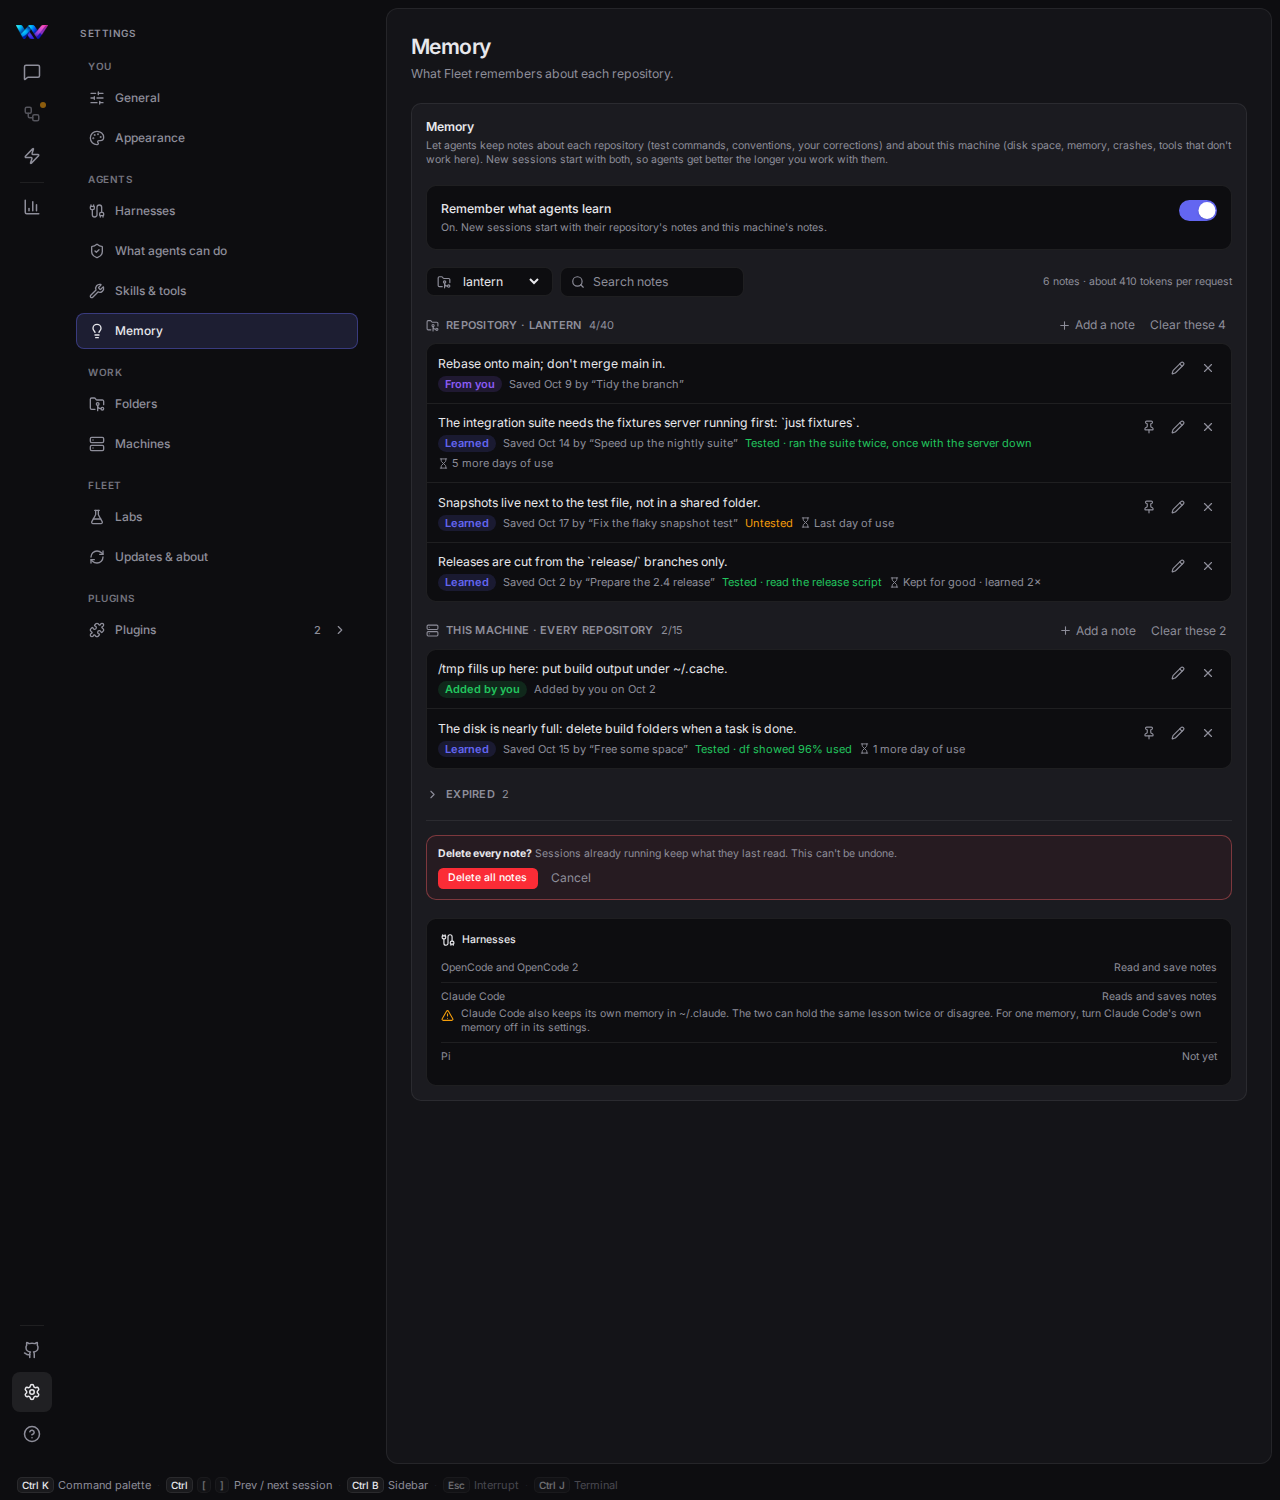 SETTINGS
YOU
General
Appearance
AGENTS
Harnesses
What agents can do
Skills & tools
Memory
WORK
Folders
Machines
FLEET
Labs
Updates & about
PLUGINS
Plugins 2
Memory
What Fleet remembers about each repository.
Memory
Let agents keep notes about each repository (test commands, conventions, your corrections) and about this machine (disk space, memory, crashes, tools that don't
work here). New sessions start with both, so agents get better the longer you work with them.
Remember what agents learn
On. New sessions start with their repository's notes and this machine's notes.
lantern
Search notes
6 notes · about 410 tokens per request
REPOSITORY · LANTERN 4/40
Add a note
Clear these 4
Rebase onto main; don't merge main in.
From you Saved Oct 9 by “Tidy the branch”
The integration suite needs the fixtures server running first: `just fixtures`.
Learned Saved Oct 14 by “Speed up the nightly suite” Tested · ran the suite twice, once with the server down
5 more days of use
Snapshots live next to the test file, not in a shared folder.
Learned Saved Oct 17 by “Fix the flaky snapshot test” Untested Last day of use
Releases are cut from the `release/` branches only.
Learned Saved Oct 2 by “Prepare the 2.4 release” Tested · read the release script Kept for good · learned 2×
THIS MACHINE · EVERY REPOSITORY 2/15
Add a note
Clear these 2
/tmp fills up here: put build output under ~/.cache.
Added by you Added by you on Oct 2
The disk is nearly full: delete build folders when a task is done.
Learned Saved Oct 15 by “Free some space” Tested · df showed 96% used 1 more day of use
EXPIRED 2
Delete every note? Sessions already running keep what they last read. This can't be undone.
Delete all notes
Cancel
Harnesses
OpenCode and OpenCode 2 Read and save notes
Claude Code Reads and saves notes
Claude Code also keeps its own memory in ~/.claude. The two can hold the same lesson twice or disagree. For one memory, turn Claude Code's own
memory off in its settings.
Pi Not yet
Ctrl K Command palette Ctrl [ ] Prev / next session Ctrl B Sidebar Esc Interrupt Ctrl J Terminal